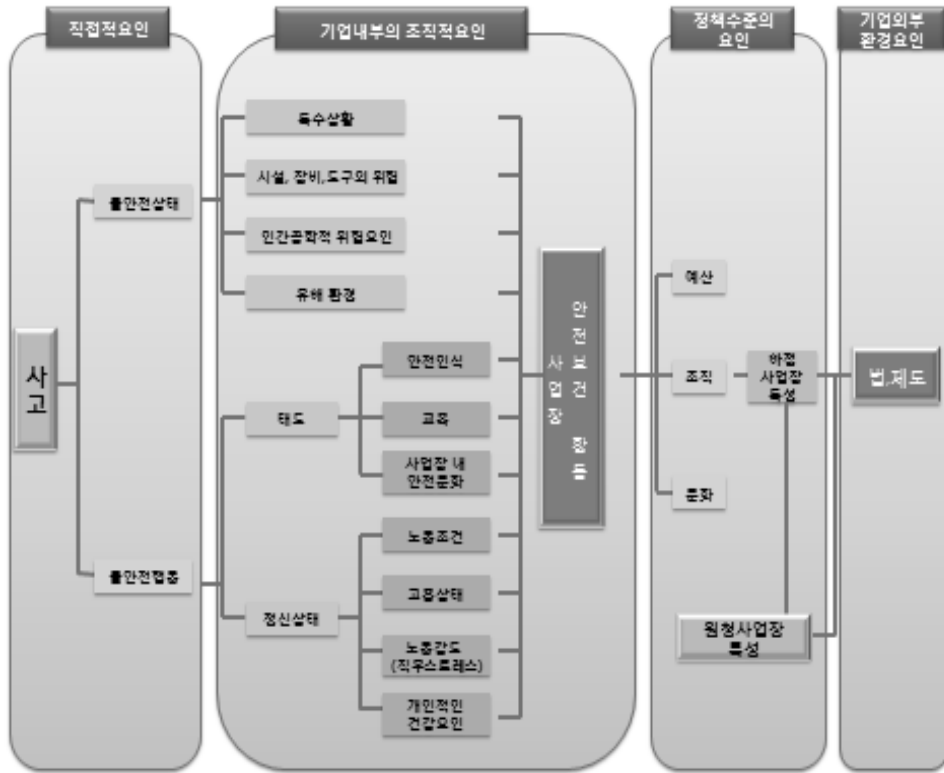 직접적요인
기업내부의 조직적요인
정책수준의
요인
기업외부
환경요인
특수상황
시설, 장비,도구의 위험
불안전상태
인간공학적 위험요인
유해 환경
사고
안전인식
태도
교육
사업장 내
안전문화
사업장
안전보건 활동
예산
조직
하청
사업장
특성
법,제도
문화
노동조건
불안전행동
고용상태
정신상태
노동강도
(직무스트레스)
개인적인
건강요인
원청사업장
특성